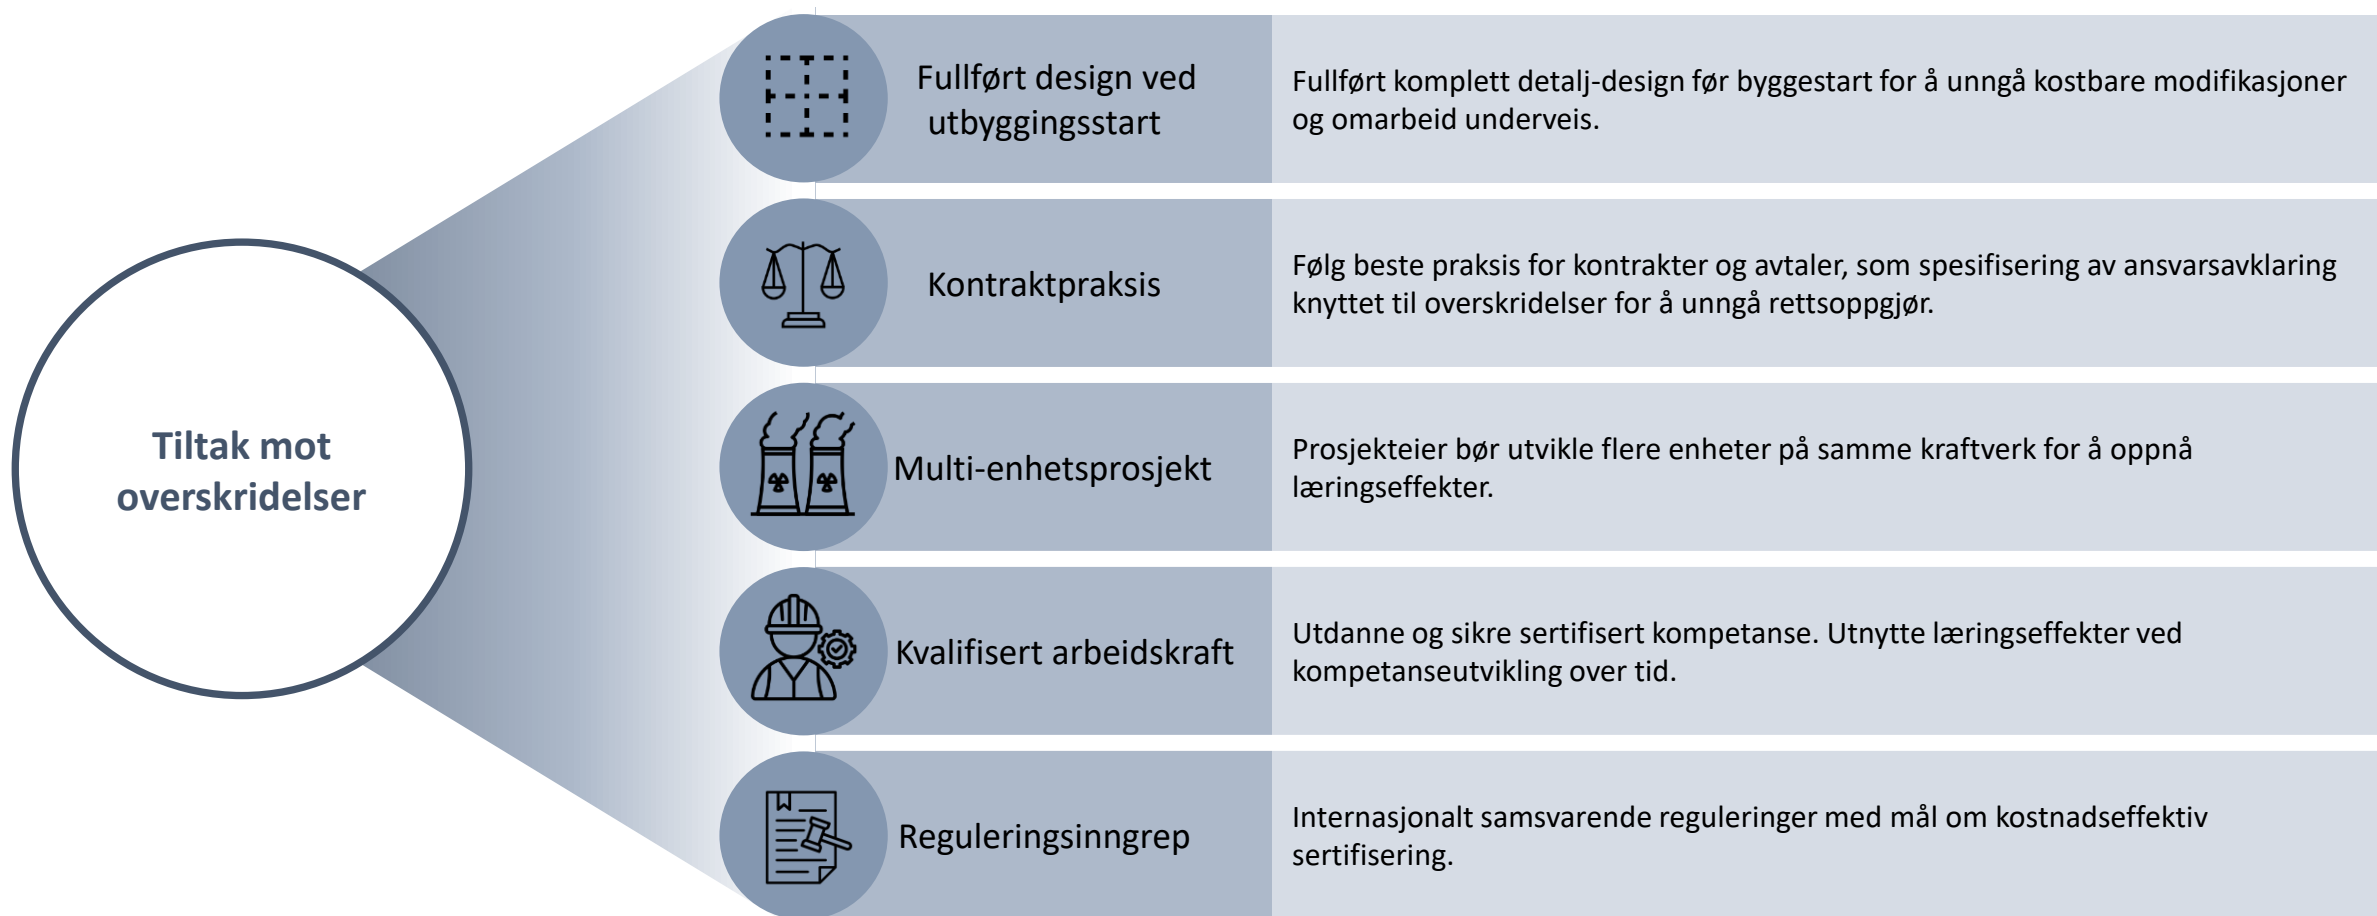 Tiltak mot
overskridelser
Fullført design ved
utbyggingsstart
Fullført komplett detalj-design før byggestart for å unngå kostbare modifikasjoner
og omarbeid underveis.
Kontraktpraksis
Følg beste praksis for kontrakter og avtaler, som spesifisering av ansvarsavklaring
knyttet til overskridelser for å unngå rettsoppgjør.
Multi-enhetsprosjekt
Prosjekteier bør utvikle flere enheter på samme kraftverk for å oppnå
læringseffekter.
Kvalifisert arbeidskraft
Utdanne og sikre sertifisert kompetanse. Utnytte læringseffekter ved
kompetanseutvikling over tid.
Reguleringsinngrep
Internasjonalt samsvarende reguleringer med mål om kostnadseffektiv
sertifisering.